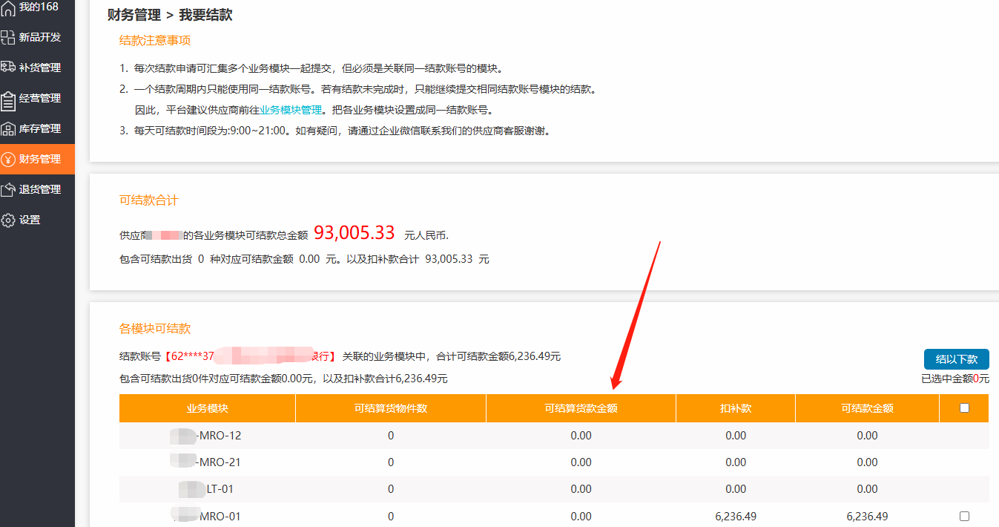 我的168
新品开发
补货管理
经营管理
库存管理
财务管理
退货管理
设置
财务管理 > 我要结款
结款注意事项
1. 每次结款申请可汇集多个业务模块一起提交，但必须是关联同一结款账号的模块。
2. 一个结款周期内只能使用同一结款账号。若有结款未完成时，只能继续提交相同结款账号模块的结款。
因此，平台建议供应商前往业务模块管理。把各业务模块设置成同一结款账号。
3. 每天可结款时间段为:9:00~21:00。如有疑问，请通过企业微信联系我们的供应商客服谢谢。
可结款合计
供应商的各业务模块可结款总金额 93,005.33 元人民币.
包含可结款出货 0 种对应可结款金额 0.00 元。以及扣补款合计 93,005.33 元
各模块可结款
结款账号【62****37银行】关联的业务模块中，合计可结款金额6,236.49元
结以下款
包含可结款出货0件对应可结款金额0.00元，以及扣补款合计6,236.49元
已选中金额0元
业务模块 可结算货物件数 可结算货款金额 扣补款 可结款金额
-MRO-12 0 0.00 0.00 0.00
-MRO-21 0 0.00 0.00 0.00
LT-01 0 0.00 0.00 0.00
MRO-01 0 0.00 6,236.49 6,236.49